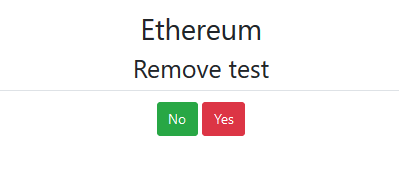 Ethereum
Remove test
No Yes